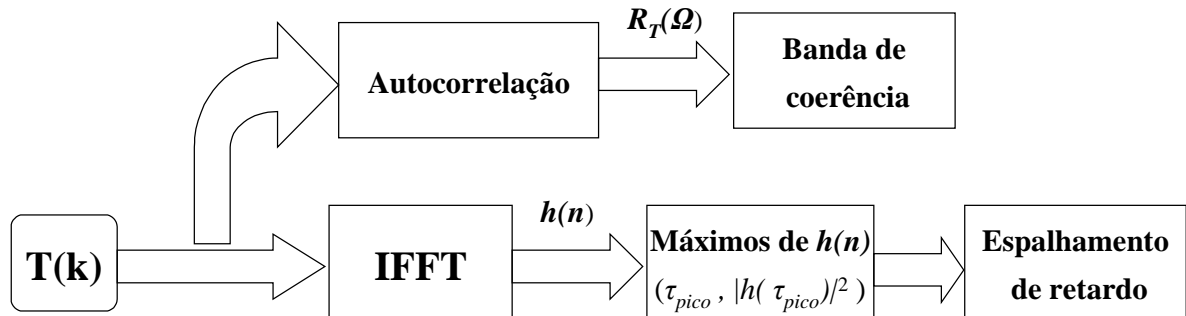 R_T(Ω)
Autocorrelação
Banda de
coerência
T(k)
IFFT
h(n)
Máximos de h(n)
(τ_pico , |h( τ_pico)/² )
Espalhamento
de retardo